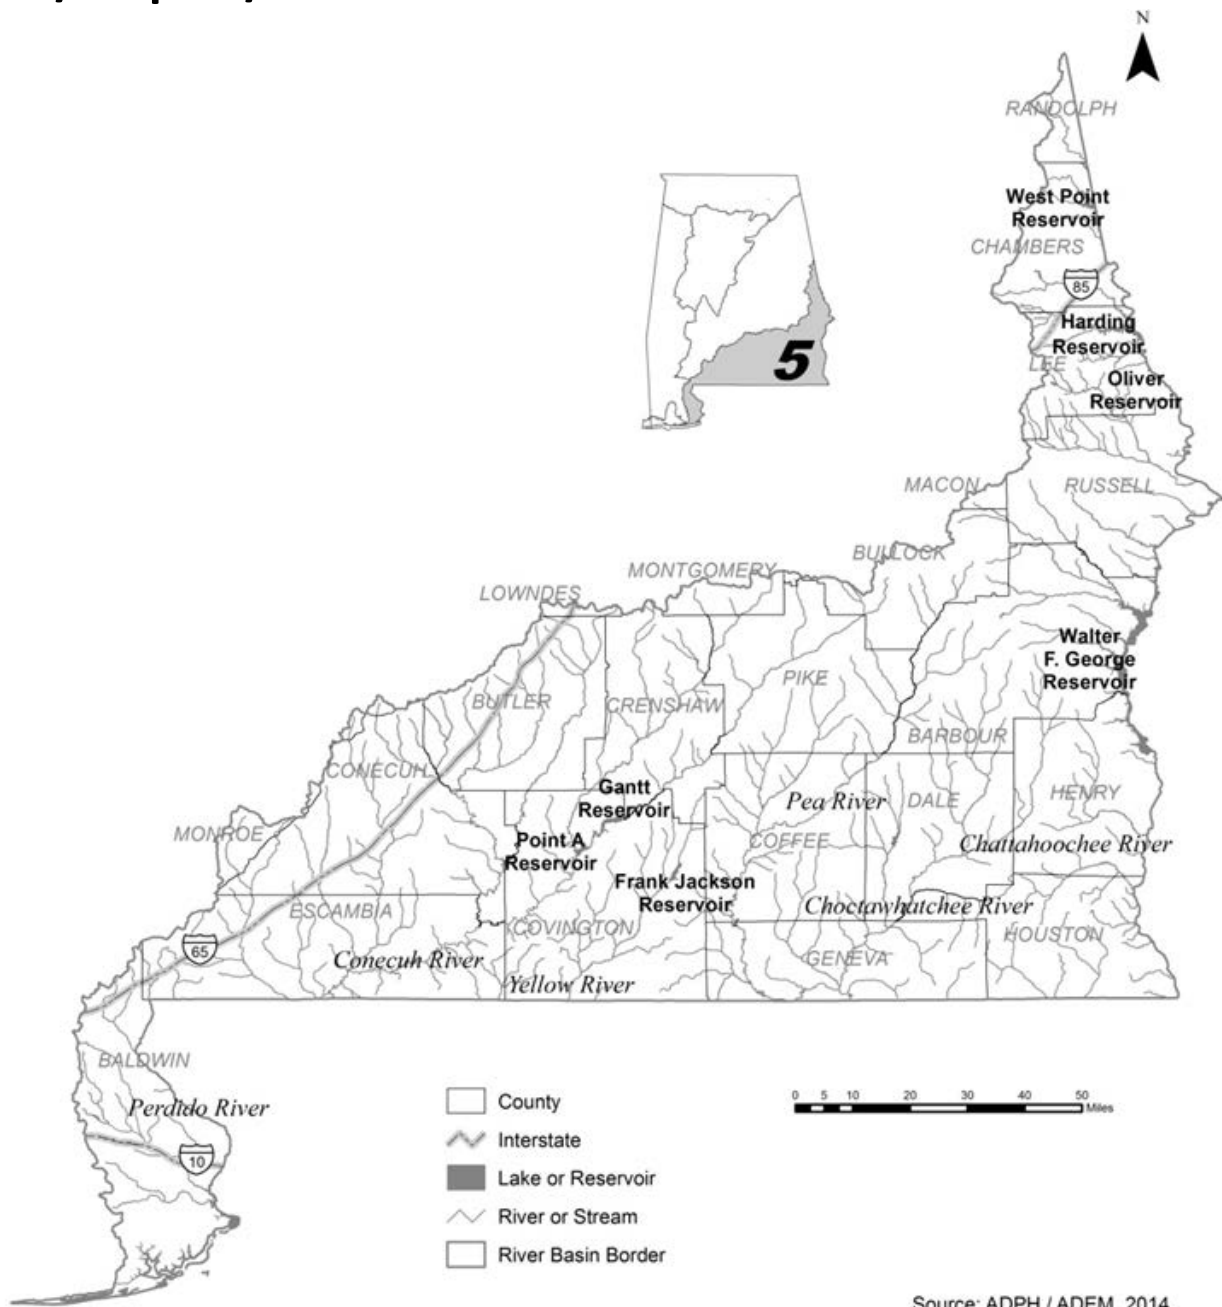 N
RANDOLPH
West Point
Reservoir
CHAMBERS
85
Harding
Reservoir
LEE
Oliver
Reservoir
5
MACON
RUSSELL
BULLOCK
MONTGOMERY
LOWNDES
Walter
F. George
Reservoir
PIKE
BUTLER
CRENSHAW
BARBOUR
CONECUH
Gantt
Reservoir
Pea River
DALE
HENRY
MONROE
Point A
Reservoir
COFFEE
Chattahoochee River
Frank Jackson
Reservoir
Choctawhatchee River
ESCAMBIA
COVINGTON
HOUSTON
65
Conecuh River
GENEVA
Yellow River
BALDWIN
Perdido River
10
County
Interstate
Lake or Reservoir
River or Stream
River Basin Border
0 5 10 20 30 40 50
Miles
Source: ADPH / ADEM, 2014